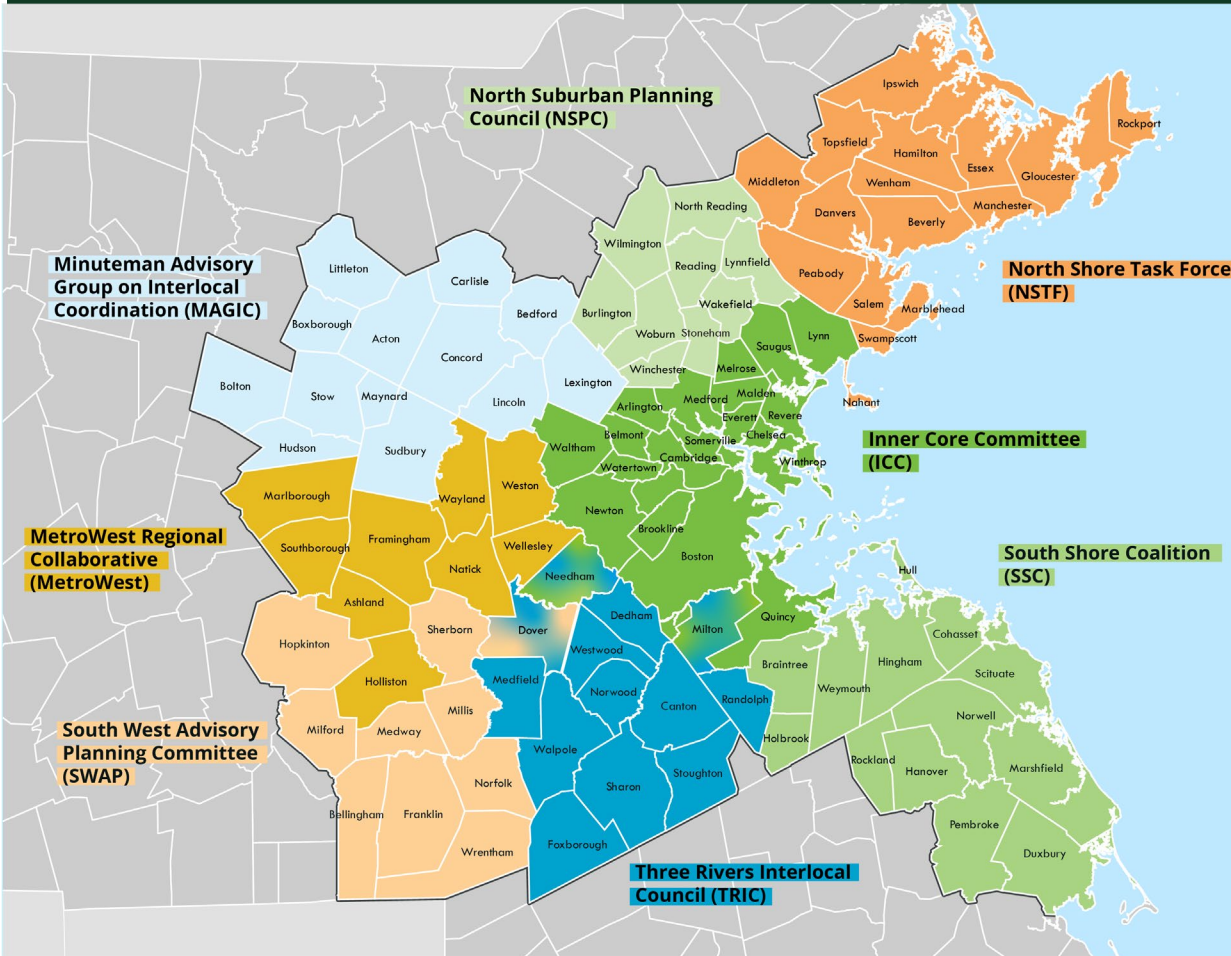 North Suburban Planning
Council (NSPC)
Minuteman Advisory
Group on Interlocal
Coordination (MAGIC)
North Shore Task Force
(NSTF)
Inner Core Committee
(ICC)
MetroWest Regional
Collaborative
(MetroWest)
South Shore Coalition
(SSC)
South West Advisory
Planning Committee
(SWAP)
Three Rivers Interlocal
Council (TRIC)
Ipswich
Rockport
Topsfield
Hamilton
Essex
Gloucester
Middleton
Wenham
Manchester
Danvers
Beverly
Peabody
Salem
Marblehead
Swampscott
Nahant
North Reading
Wilmington
Reading
Lynnfield
Wakefield
Burlington
Woburn
Stoneham
Winchester
Littleton
Carlisle
Bedford
Boxborough
Acton
Concord
Lexington
Bolton
Stow
Maynard
Lincoln
Hudson
Sudbury
Saugus
Lynn
Melrose
Medford
Malden
Arlington
Everett
Revere
Belmont
Somerville
Chelsea
Waltham
Cambridge
Winthrop
Watertown
Newton
Brookline
Boston
Needham
Milton
Quincy
Marlborough
Wayland
Weston
Southborough
Framingham
Wellesley
Natick
Ashland
Holliston
Hopkinton
Sherborn
Dover
Milford
Medway
Millis
Norfolk
Bellingham
Franklin
Wrentham
Dedham
Westwood
Medfield
Norwood
Canton
Randolph
Walpole
Sharon
Stoughton
Foxborough
Hull
Cohasset
Braintree
Weymouth
Hingham
Scituate
Norwell
Holbrook
Rockland
Hanover
Marshfield
Pembroke
Duxbury